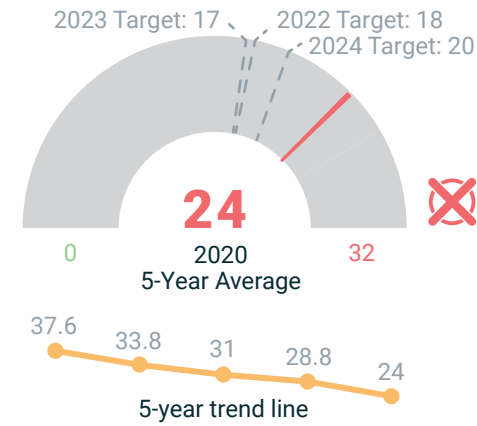 2023 Target: 17
2022 Target: 18
2024 Target: 20
24
0
2020
32
5-Year Average
37.6
33.8
31
28.8
24
5-year trend line